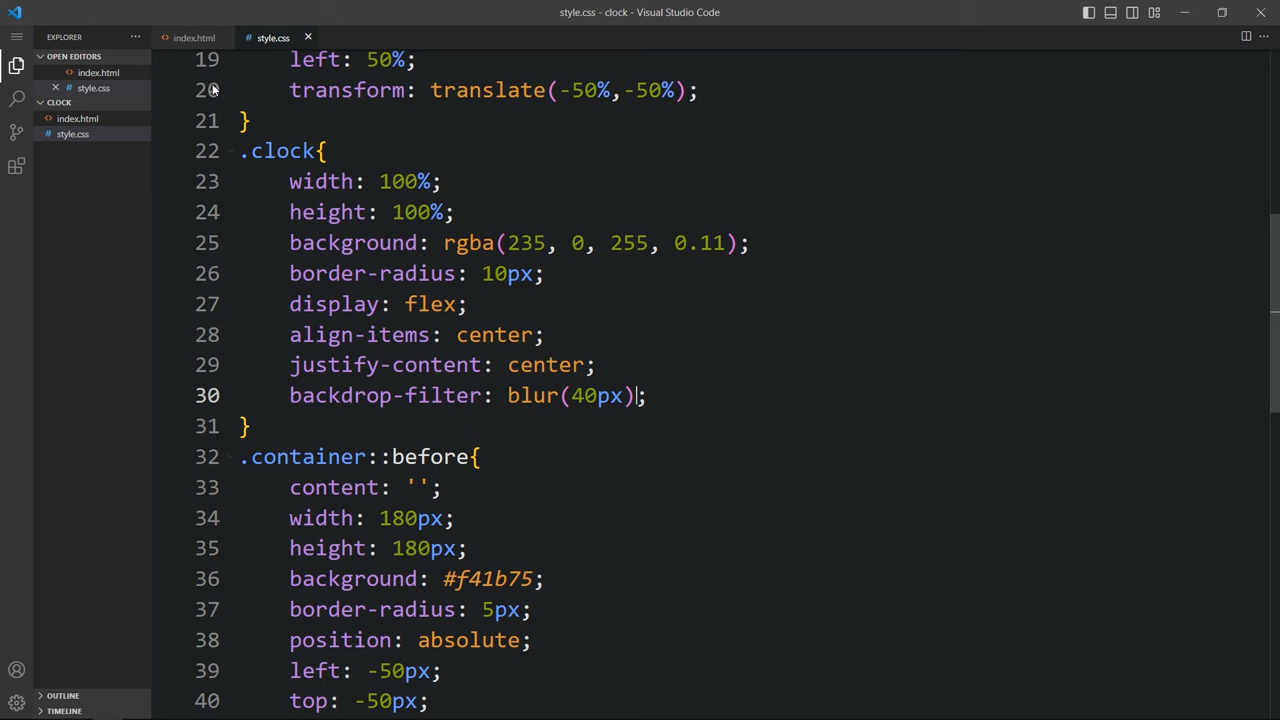 style.css - clock - Visual Studio Code
EXPLORER
index.html
style.css
OPEN EDITORS
index.html
style.css
CLOCK
index.html
style.css
OUTLINE
TIMELINE
19 left: 50%;
20 transform: translate(-50%,-50%);
21 }
22 .clock{
23 width: 100%;
24 height: 100%;
25 background: rgba(235, 0, 255, 0.11);
26 border-radius: 10px;
27 display: flex;
28 align-items: center;
29 justify-content: center;
30 backdrop-filter: blur(40px);
31 }
32 .container::before{
33 content: '';
34 width: 180px;
35 height: 180px;
36 background: #f41b75;
37 border-radius: 5px;
38 position: absolute;
39 left: -50px;
40 top: -50px;